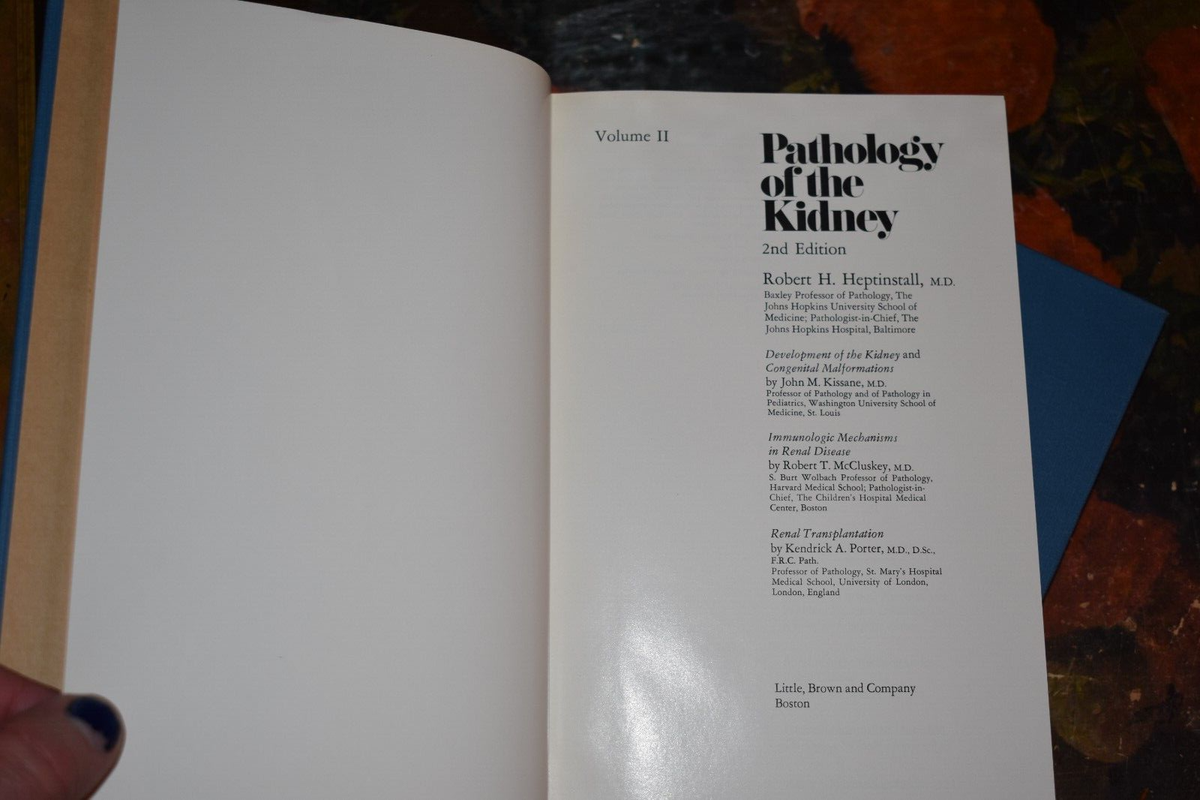 Volume II
Pathology
of the
Kidney
2nd Edition
Robert H. Heptinstall, M.D.
Baxley Professor of Pathology, The
Johns Hopkins University School of
Medicine; Pathologist-in-Chief, The
Johns Hopkins Hospital, Baltimore
Development of the Kidney and
Congenital Malformations
by John M. Kissane, M.D.
Professor of Pathology and of Pathology in
Pediatrics, Washington University School of
Medicine, St. Louis
Immunologic Mechanisms
in Renal Disease
by Robert T. McCluskey, M.D.
S. Burt Wolbach Professor of Pathology,
Harvard Medical School; Pathologist-in-
Chief, The Children's Hospital Medical
Center, Boston
Renal Transplantation
by Kendrick A. Porter, M.D., D.Sc.,
F.R.C. Path.
Professor of Pathology, St. Mary's Hospital
Medical School, University of London,
London, England
Little, Brown and Company
Boston